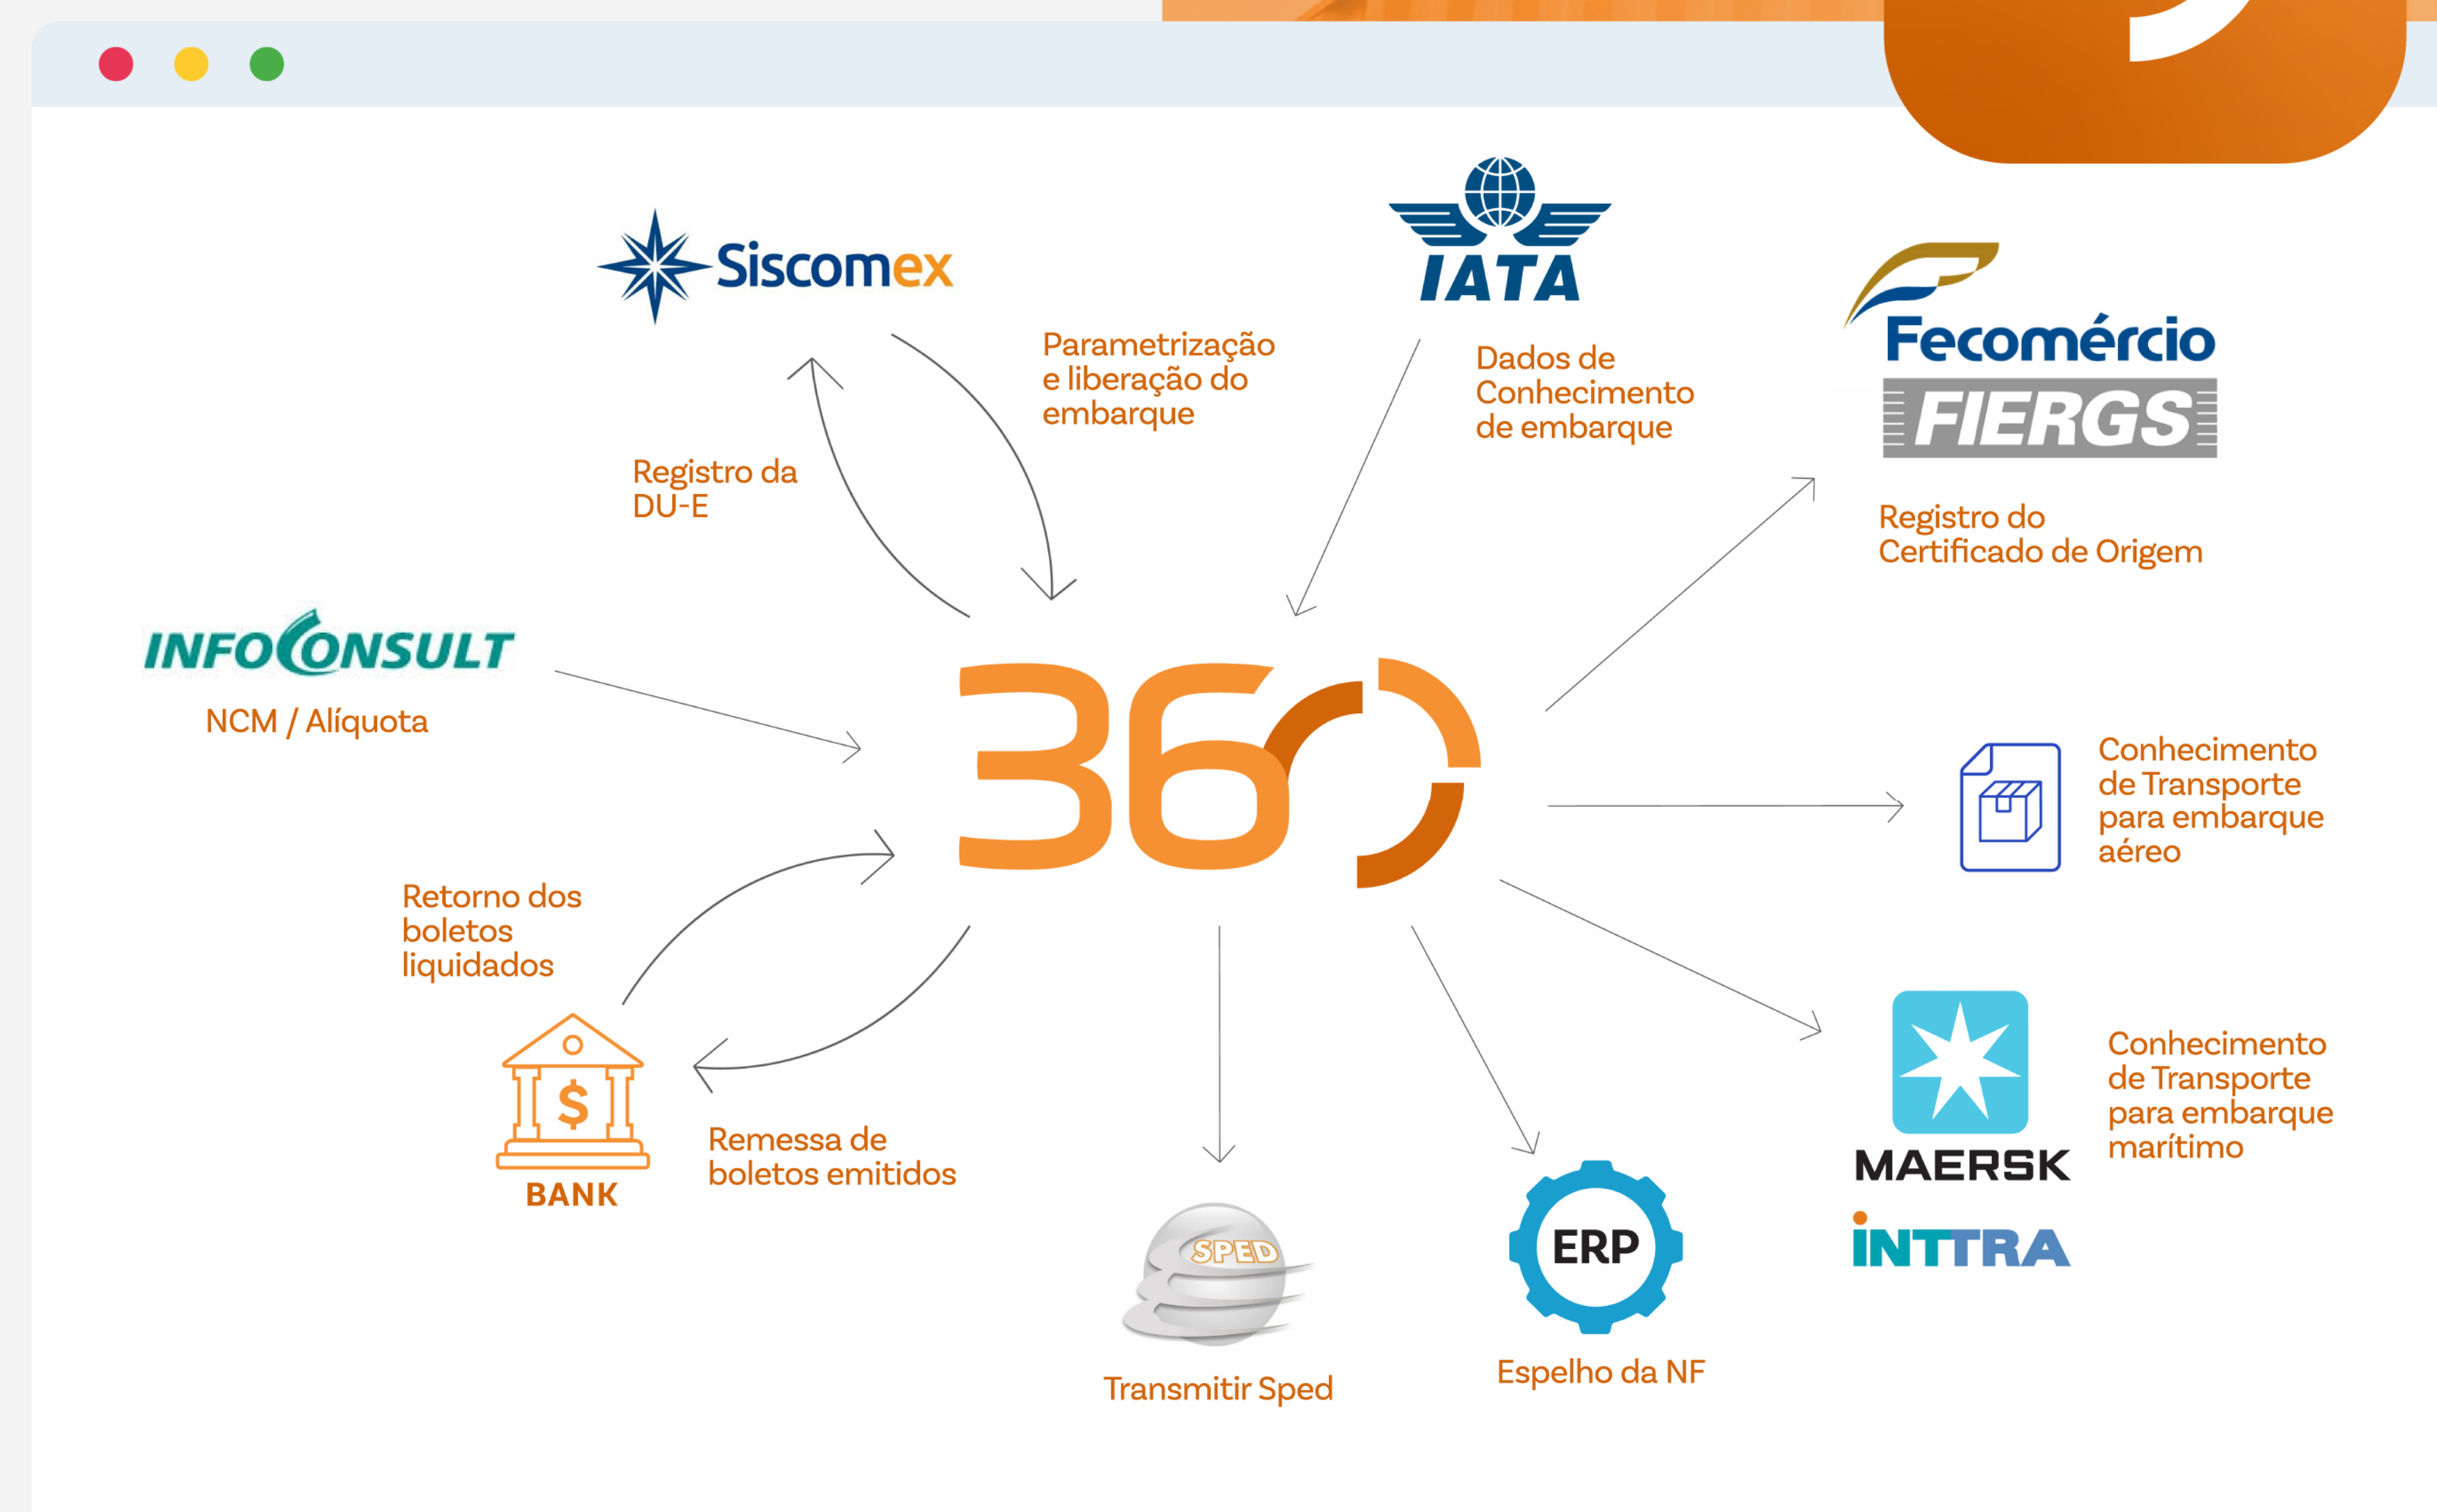 Siscomex
IATA
Fecomércio
FIERGS
Parametrização
e liberação do
embarque
Dados de
Conhecimento
de embarque
Registro da
DU-E
Registro do
Certificado de Origem
INFOCONSULT
NCM / Alíquota
360
Conhecimento
de Transporte
para embarque
aéreo
Retorno dos
boletos
liquidados
$
BANK
Remessa de
boletos emitidos
SPED
Transmitir Sped
ERP
Espelho da NF
MAERSK
INTTRA
Conhecimento
de Transporte
para embarque
marítimo